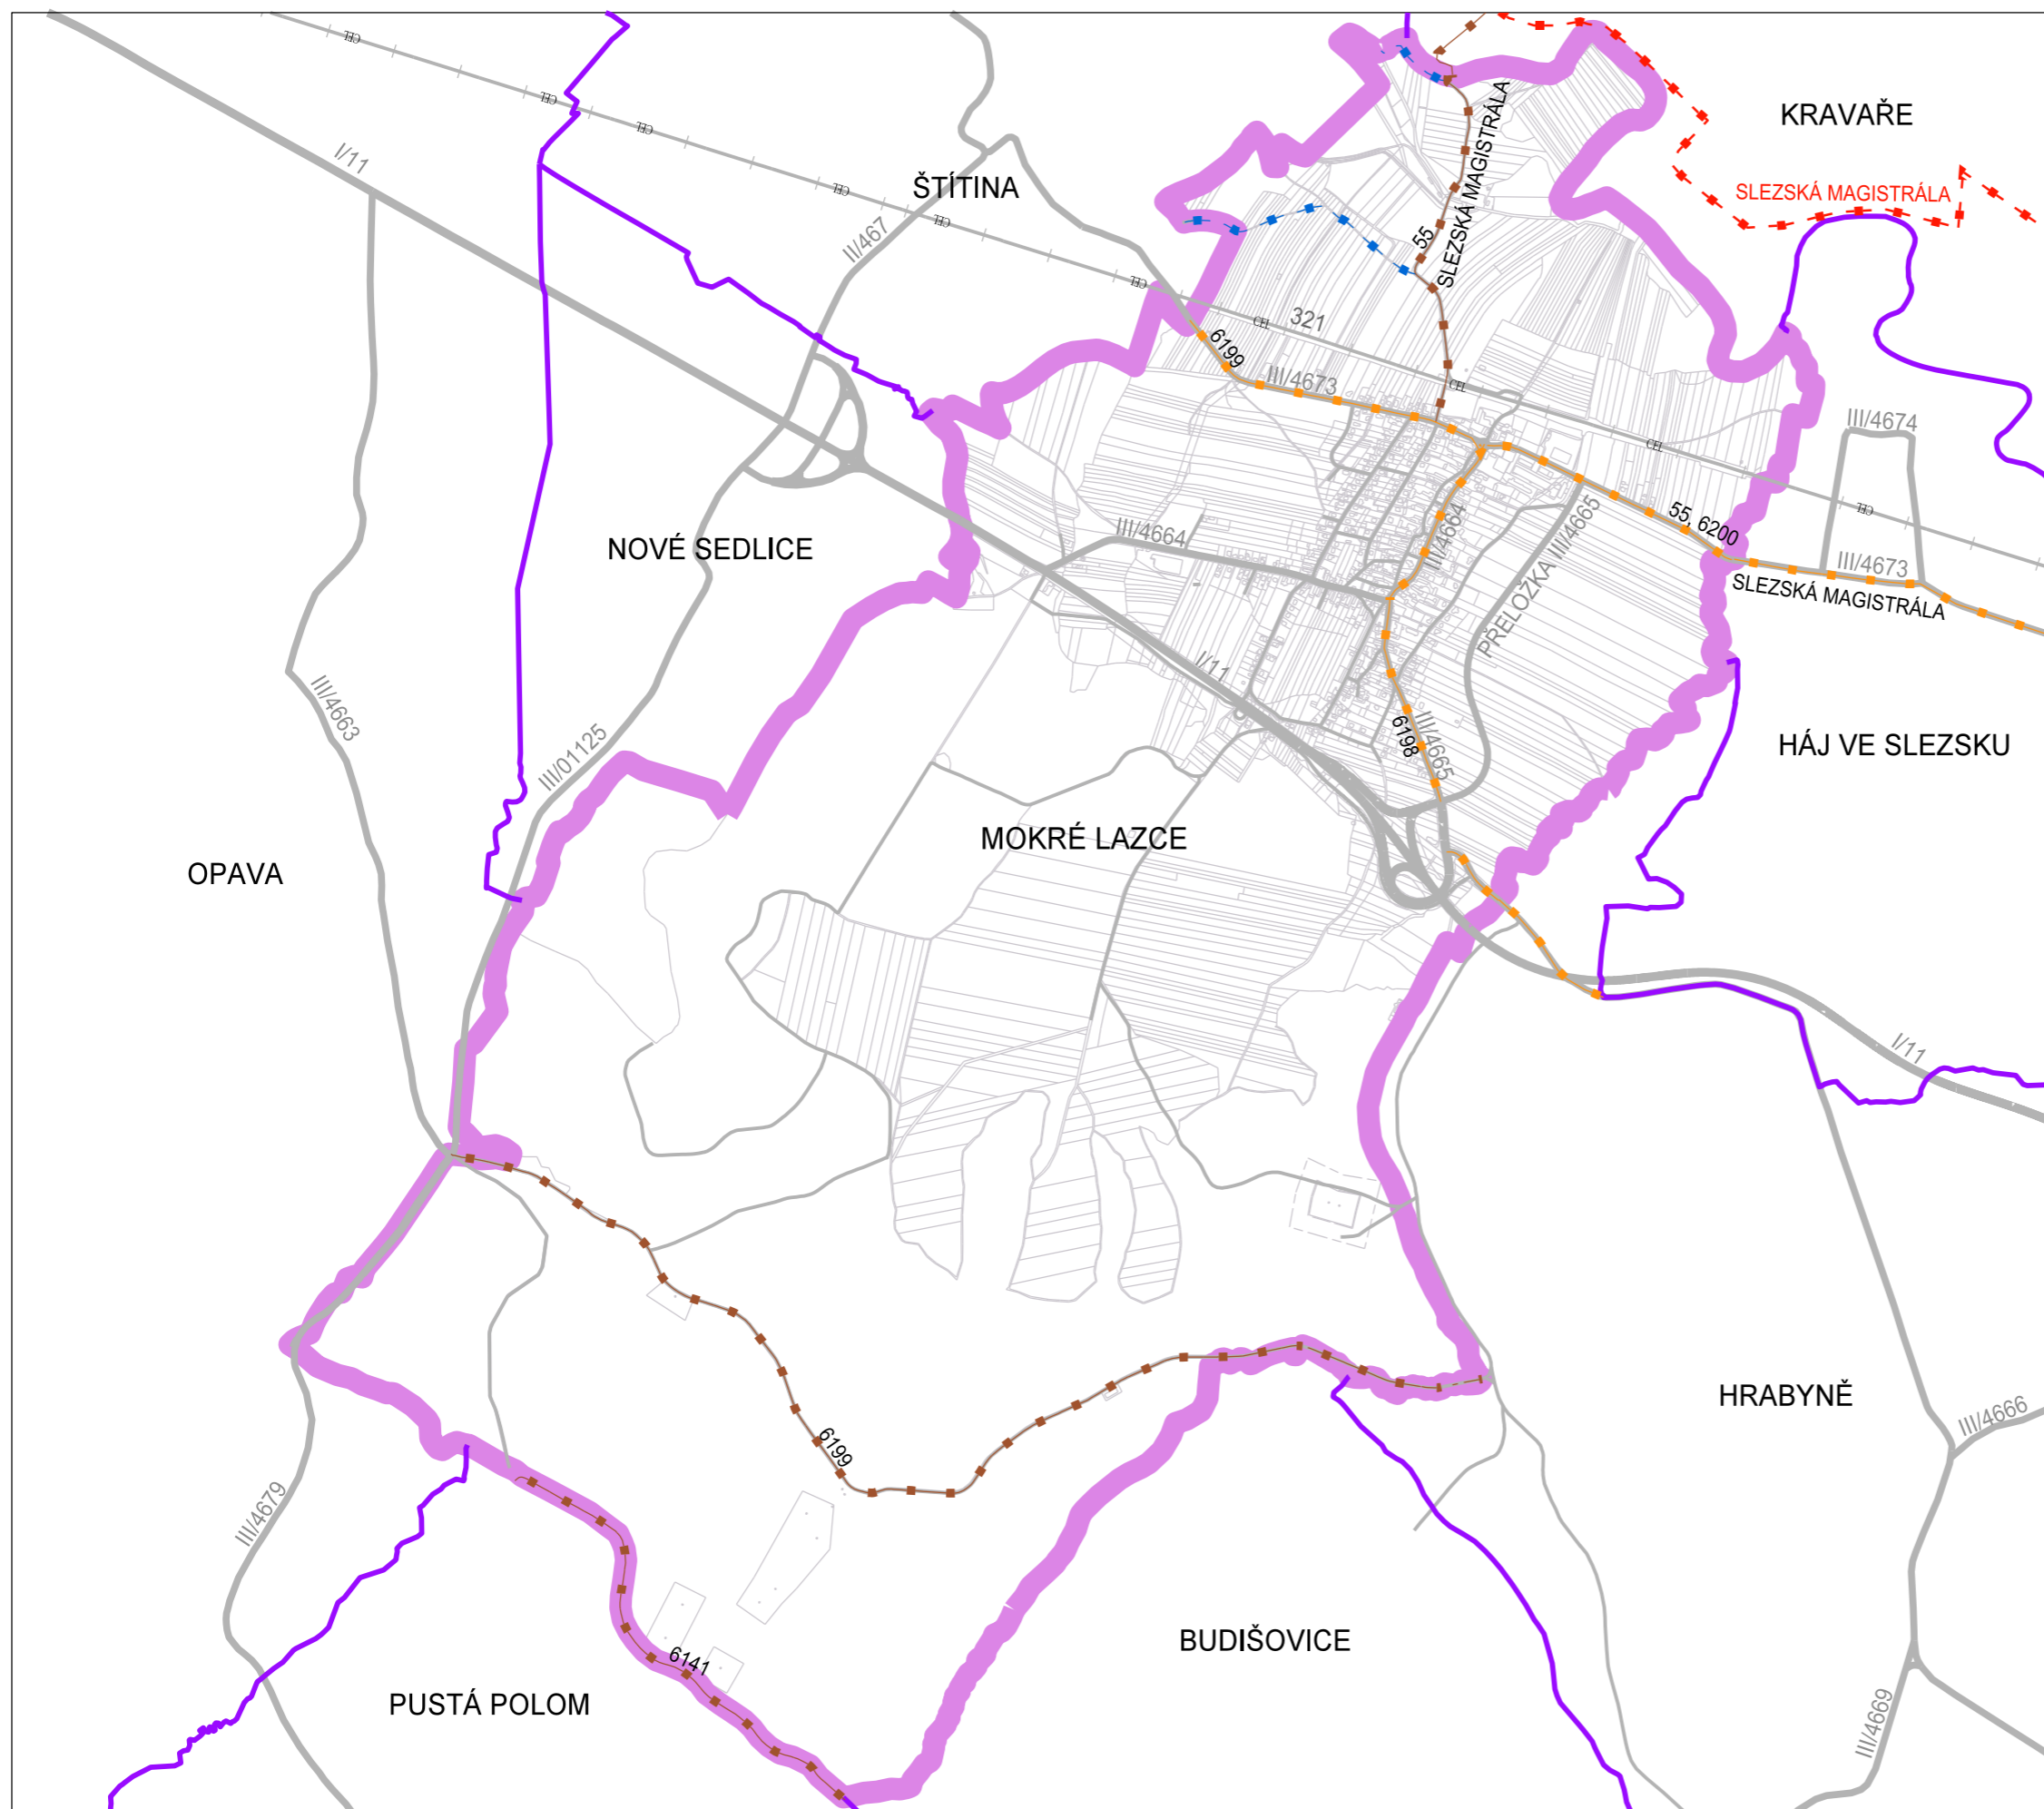 KRAVAŘE
SLEZSKÁ MAGISTRÁLA
I/11
ŠTÍTINA
SLEZSKÁ MAGISTRÁLA
55
II/467
321
6199
III/4673
III/4674
NOVÉ SEDLICE
III/4664
III/4664
PŘELOŽKA III/4665
55, 6200
III/4673
SLEZSKÁ MAGISTRÁLA
I/11
III/4663
III/01125
6198
III/4665
HÁJ VE SLEZSKU
MOKRÉ LAZCE
OPAVA
I/11
HRABYNĚ
III/4666
6199
III/4679
BUDIŠOVICE
6141
PUSTÁ POLOM
III/4669